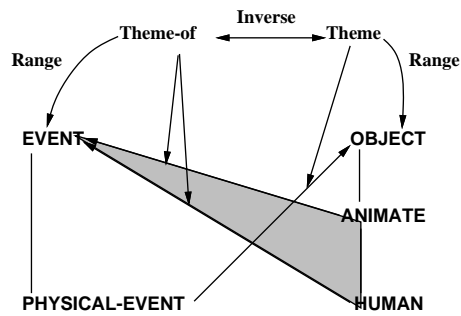 Inverse
Theme-of
Theme
Range
Range
EVENT
OBJECT
ANIMATE
PHYSICAL-EVENT
HUMAN